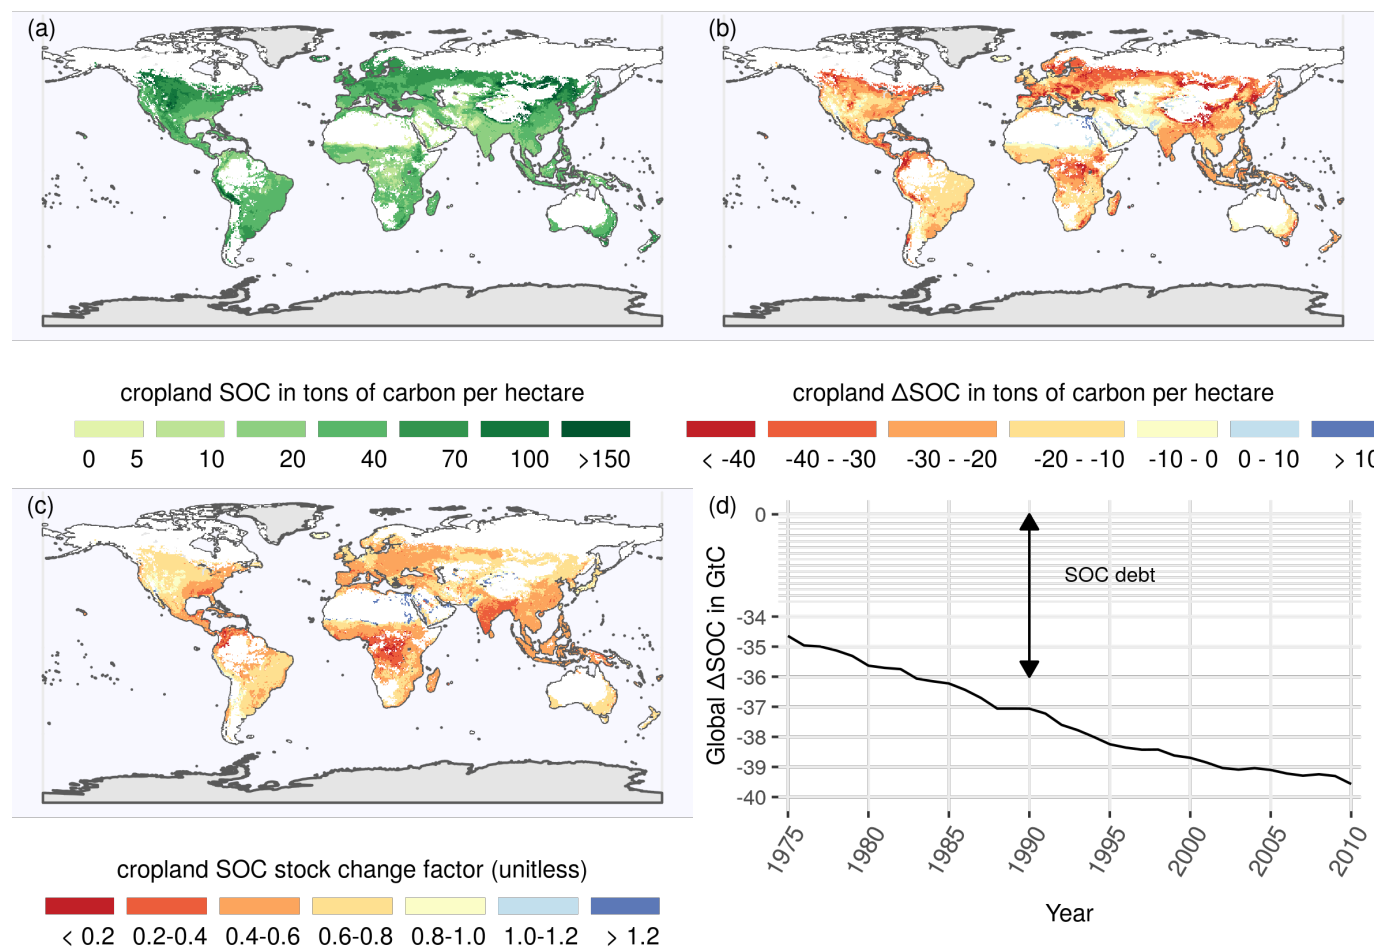 (a)
(b)
cropland SOC in tons of carbon per hectare
0 5 10 20 40 70 100 >150
cropland ΔSOC in tons of carbon per hectare
< -40 -40 - -30 -30 - -20 -20 - -10 -10 - 0 0 - 10 > 10
(c)
cropland SOC stock change factor (unitless)
< 0.2 0.2-0.4 0.4-0.6 0.6-0.8 0.8-1.0 1.0-1.2 > 1.2
(d)
Global ΔSOC in GtC
0
-34
-35
-36
-37
-38
-39
-40
SOC debt
1975 1980 1985 1990 1995 2000 2005 2010
Year